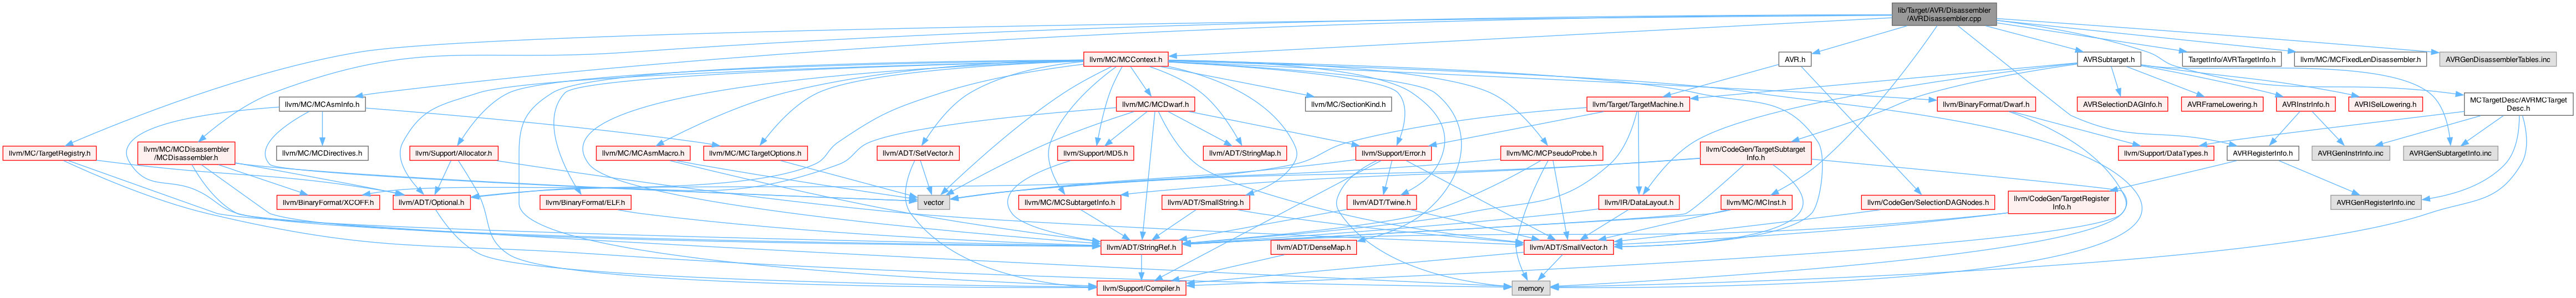 lib/Target/AVR/Disassembler
/AVRDisassembler.cpp
llvm/MC/MCContext.h
AVR.h
AVRSubtarget.h
TargetInfo/AVRTargetInfo.h
llvm/MC/MCFixedLenDisassembler.h
AVRGenDisassemblerTables.inc
llvm/MC/MCAsmInfo.h
llvm/MC/MCDwarf.h
llvm/MC/SectionKind.h
llvm/Target/TargetMachine.h
llvm/BinaryFormat/Dwarf.h
AVRSelectionDAGInfo.h
AVRFrameLowering.h
AVRInstrInfo.h
AVRISelLowering.h
MCTargetDesc/AVRMCTarget
Desc.h
llvm/MC/TargetRegistry.h
llvm/MC/MCDisassembler
/MCDisassembler.h
llvm/MC/MCDirectives.h
llvm/Support/Allocator.h
llvm/MC/MCAsmMacro.h
llvm/MC/MCTargetOptions.h
llvm/ADT/SetVector.h
llvm/Support/MD5.h
llvm/ADT/StringMap.h
llvm/Support/Error.h
llvm/MC/MCPseudoProbe.h
llvm/CodeGen/TargetSubtarget
Info.h
llvm/Support/DataTypes.h
AVRRegisterInfo.h
AVRGenInstrInfo.inc
AVRGenSubtargetInfo.inc
llvm/BinaryFormat/XCOFF.h
llvm/ADT/Optional.h
llvm/BinaryFormat/ELF.h
vector
llvm/MC/MCSubtargetInfo.h
llvm/ADT/SmallString.h
llvm/ADT/Twine.h
llvm/IR/DataLayout.h
llvm/MC/MCInst.h
llvm/CodeGen/SelectionDAGNodes.h
llvm/CodeGen/TargetRegister
Info.h
AVRGenRegisterInfo.inc
llvm/ADT/StringRef.h
llvm/ADT/DenseMap.h
llvm/ADT/SmallVector.h
llvm/Support/Compiler.h
memory